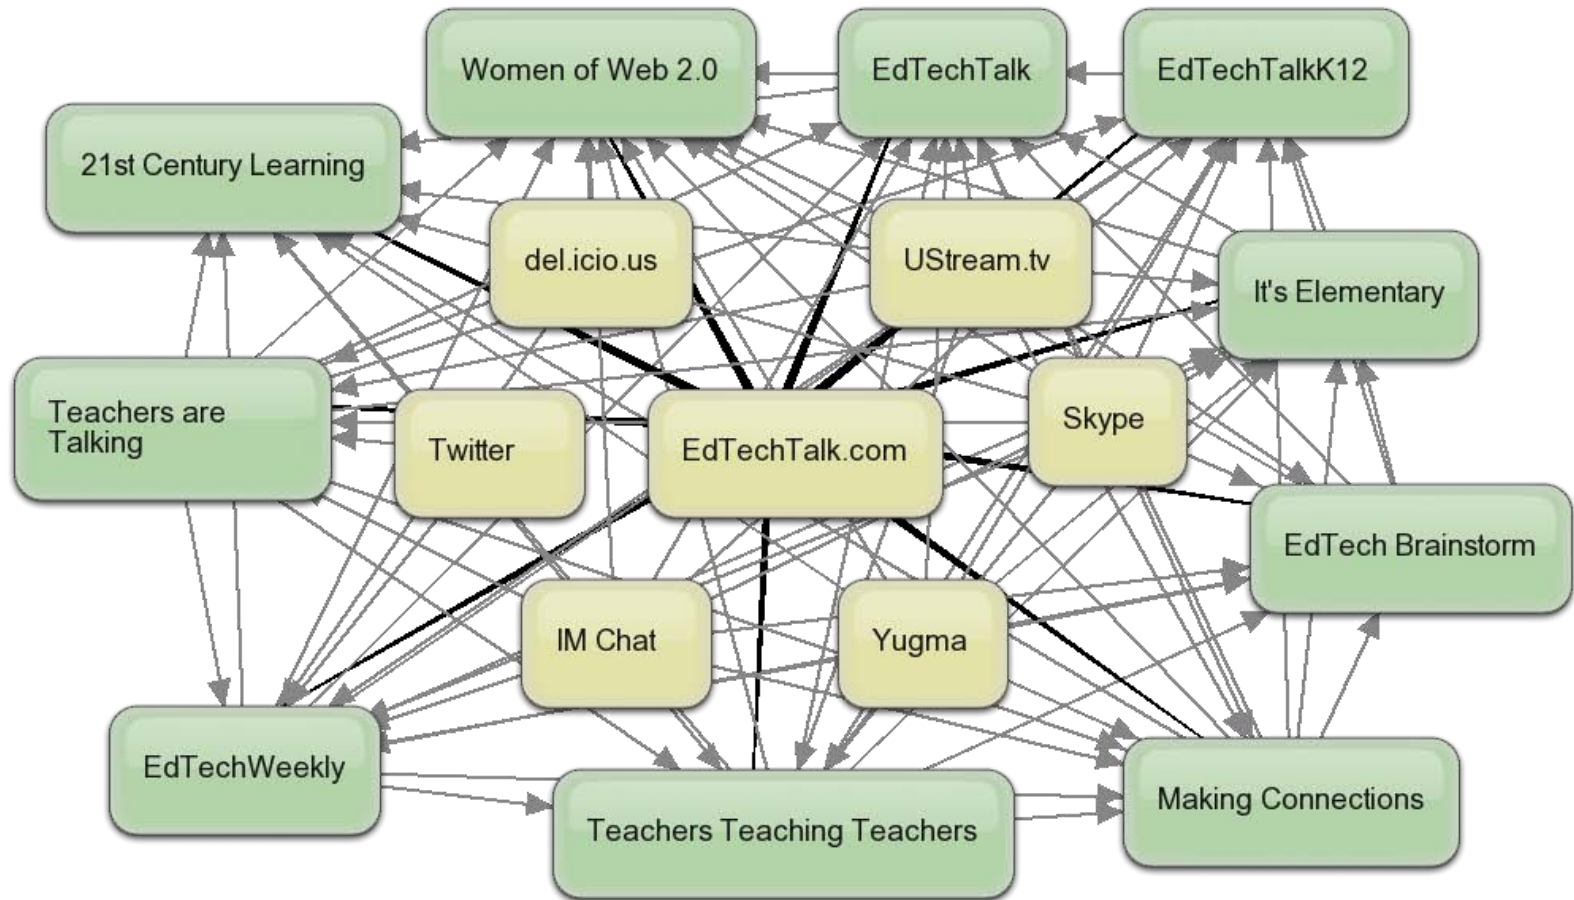 Women of Web 2.0
EdTechTalk
EdTechTalkK12
21st Century Learning
del.icio.us
UStream.tv
It's Elementary
Teachers are
Talking
Twitter
EdTechTalk.com
Skype
EdTech Brainstorm
IM Chat
Yugma
EdTechWeekly
Teachers Teaching Teachers
Making Connections